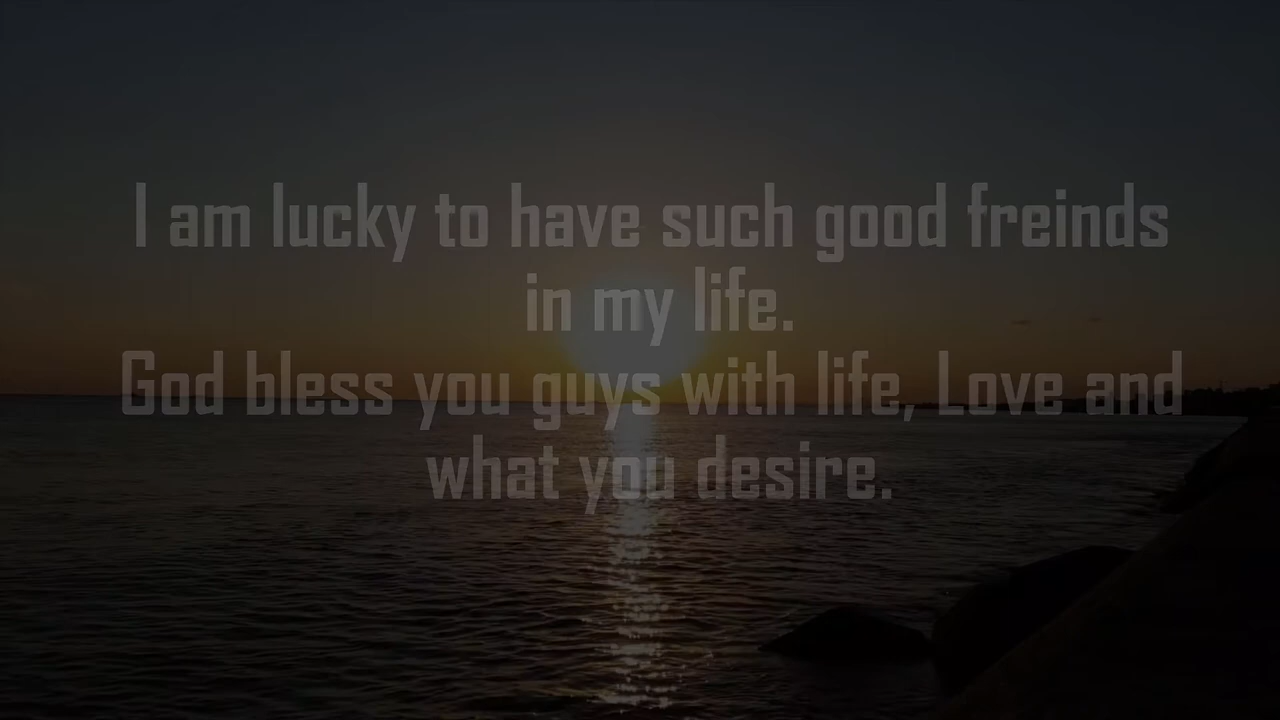 I am lucky to have such good freinds
in my life.
God bless you guys with life, Love and
what you desire.